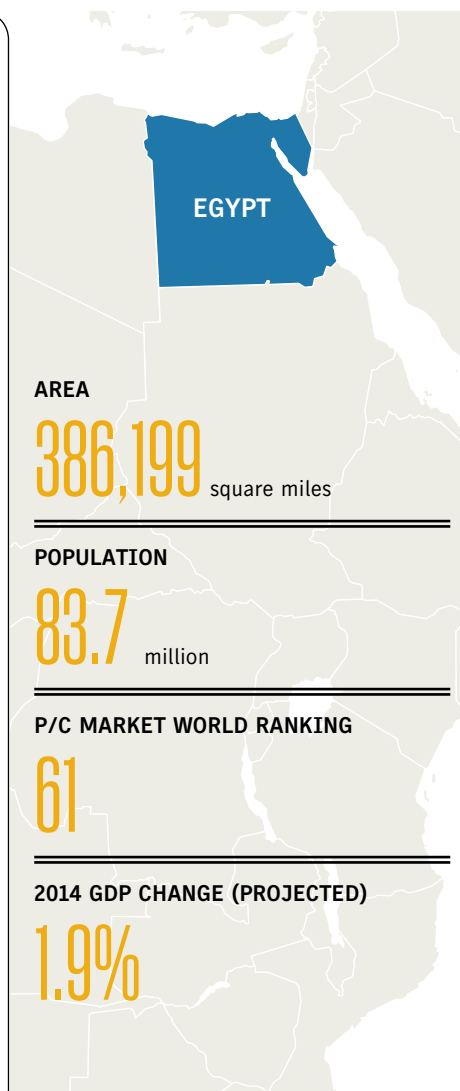 EGYPT
AREA
386,199 square miles
POPULATION
83.7 million
P/C MARKET WORLD RANKING
61
2014 GDP CHANGE (PROJECTED)
1.9%